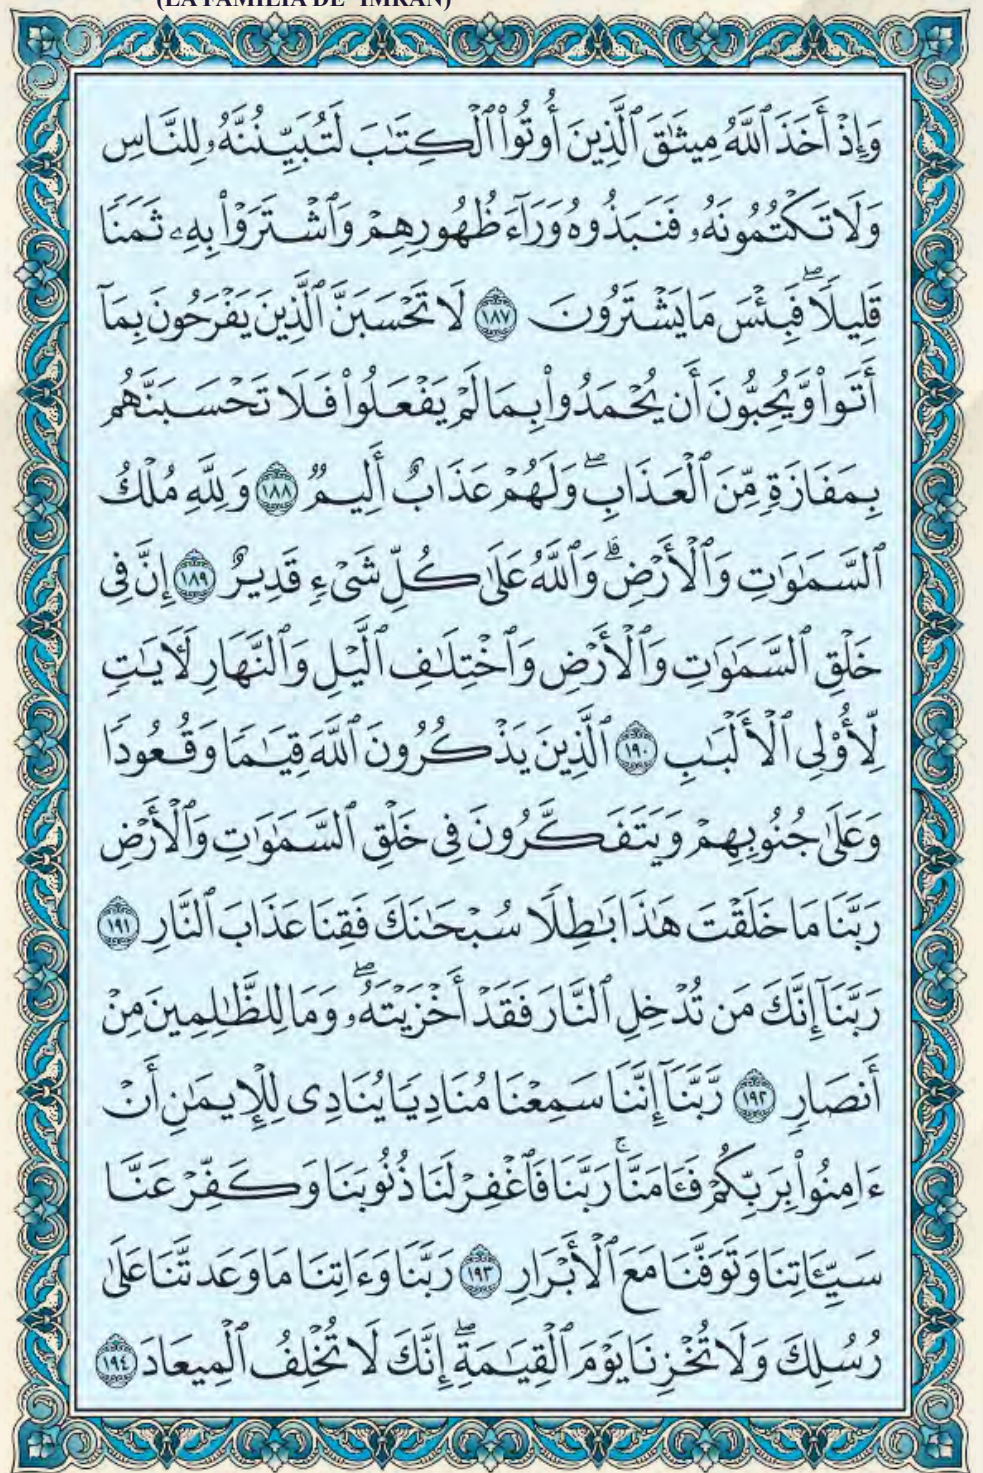 (LA FAMILIA DE 'IMRAN)
وَإِذْ أَخَذَ ٱللَّهُ مِيثَٰقَ ٱلَّذِينَ أُوتُوا۟ ٱلْكِتَٰبَ لَتُبَيِّنُنَّهُۥ لِلنَّاسِ
وَلَا تَكْتُمُونَهُۥ فَنَبَذُوهُ وَرَآءَ ظُهُورِهِمْ وَٱشْتَرَوْا۟ بِهِۦ ثَمَنًا
قَلِيلًا ۖ فَبِئْسَ مَا يَشْتَرُونَ ١٨٧ لَا تَحْسَبَنَّ ٱلَّذِينَ يَفْرَحُونَ بِمَآ
أَتَوا۟ وَّيُحِبُّونَ أَن يُحْمَدُوا۟ بِمَا لَمْ يَفْعَلُوا۟ فَلَا تَحْسَبَنَّهُم
بِمَفَازَةٍ مِّنَ ٱلْعَذَابِ ۖ وَلَهُمْ عَذَابٌ أَلِيمٌ ١٨٨ وَلِلَّهِ مُلْكُ
ٱلسَّمَٰوَٰتِ وَٱلْأَرْضِ ۗ وَٱللَّهُ عَلَىٰ كُلِّ شَىْءٍ قَدِيرٌ ١٨٩ إِنَّ فِى
خَلْقِ ٱلسَّمَٰوَٰتِ وَٱلْأَرْضِ وَٱخْتِلَٰفِ ٱلَّيْلِ وَٱلنَّهَارِ لَـَٔايَٰتٍ
لِّأُو۟لِى ٱلْأَلْبَٰبِ ١٩٠ ٱلَّذِينَ يَذْكُرُونَ ٱللَّهَ قِيَٰمًا وَقُعُودًا
وَعَلَىٰ جُنُوبِهِمْ وَيَتَفَكَّرُونَ فِى خَلْقِ ٱلسَّمَٰوَٰتِ وَٱلْأَرْضِ
رَبَّنَا مَا خَلَقْتَ هَٰذَا بَٰطِلًا سُبْحَٰنَكَ فَقِنَا عَذَابَ ٱلنَّارِ ١٩١
رَبَّنَآ إِنَّكَ مَن تُدْخِلِ ٱلنَّارَ فَقَدْ أَخْزَيْتَهُۥ ۖ وَمَا لِلظَّٰلِمِينَ مِنْ
أَنصَارٍ ١٩٢ رَّبَّنَآ إِنَّنَا سَمِعْنَا مُنَادِيًا يُنَادِى لِلْإِيمَٰنِ أَنْ
ءَامِنُوا۟ بِرَبِّكُمْ فَـَٔامَنَّا ۚ رَبَّنَا فَٱغْفِرْ لَنَا ذُنُوبَنَا وَكَفِّرْ عَنَّا
سَيِّـَٔاتِنَا وَتَوَفَّنَا مَعَ ٱلْأَبْرَارِ ١٩٣ رَبَّنَا وَءَاتِنَا مَا وَعَدتَّنَا عَلَىٰ
رُسُلِكَ وَلَا تُخْزِنَا يَوْمَ ٱلْقِيَٰمَةِ ۗ إِنَّكَ لَا تُخْلِفُ ٱلْمِيعَادَ ١٩٤